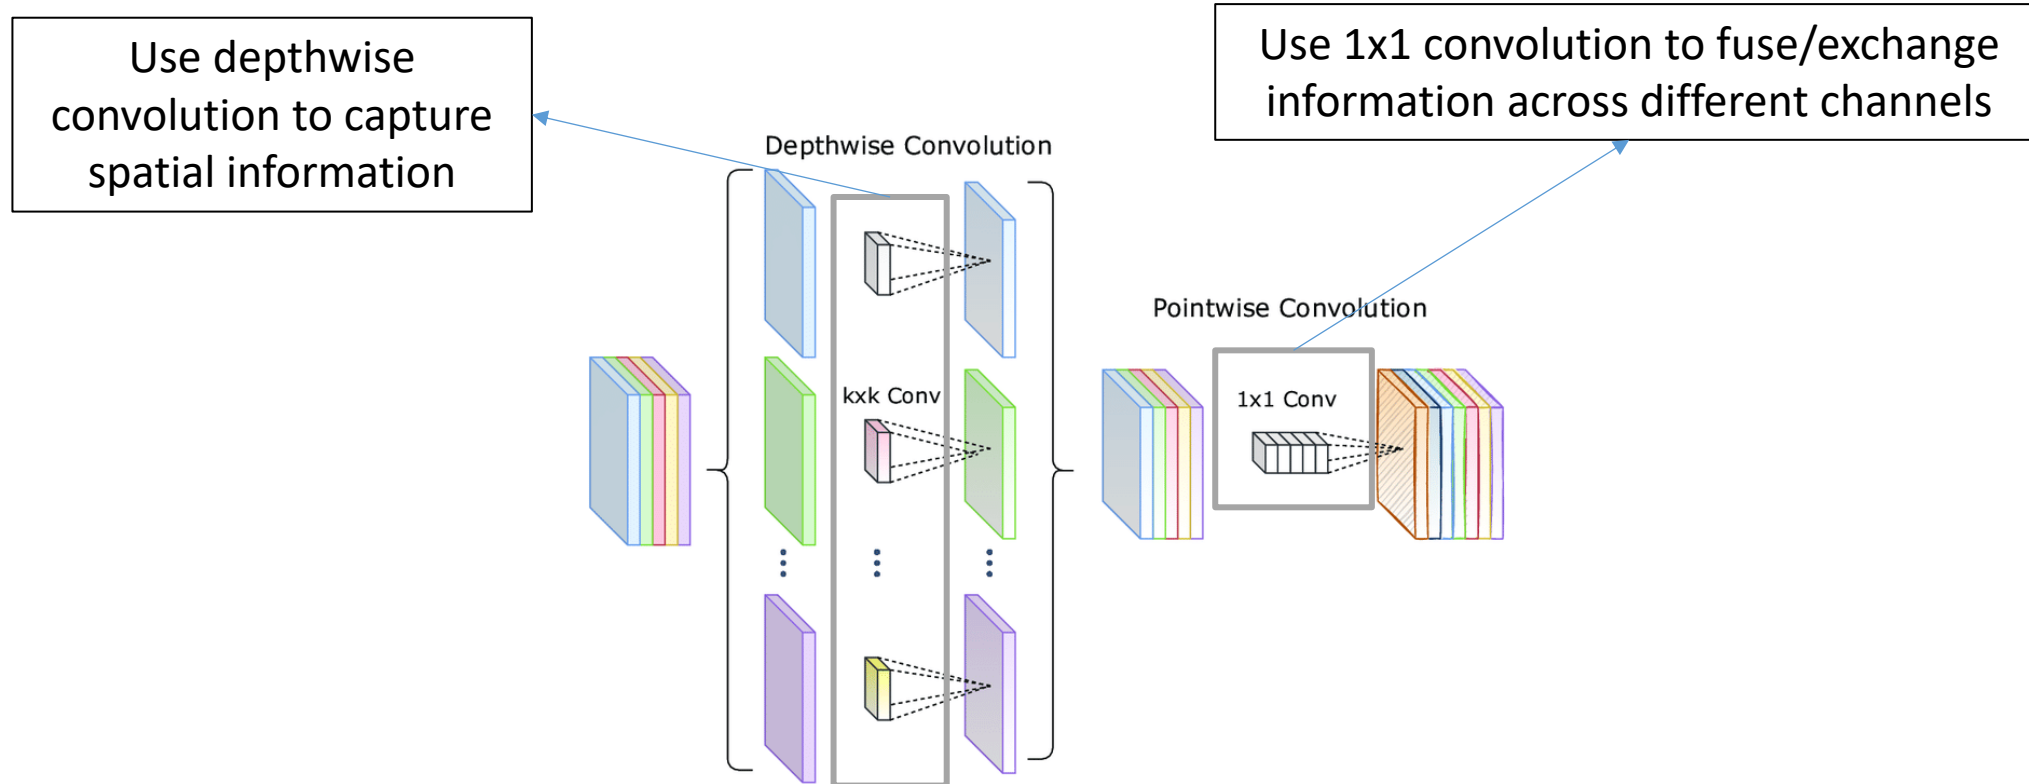 Use depthwise
convolution to capture
spatial information
Use 1x1 convolution to fuse/exchange
information across different channels
Depthwise Convolution
Pointwise Convolution
kxk Conv
1x1 Conv